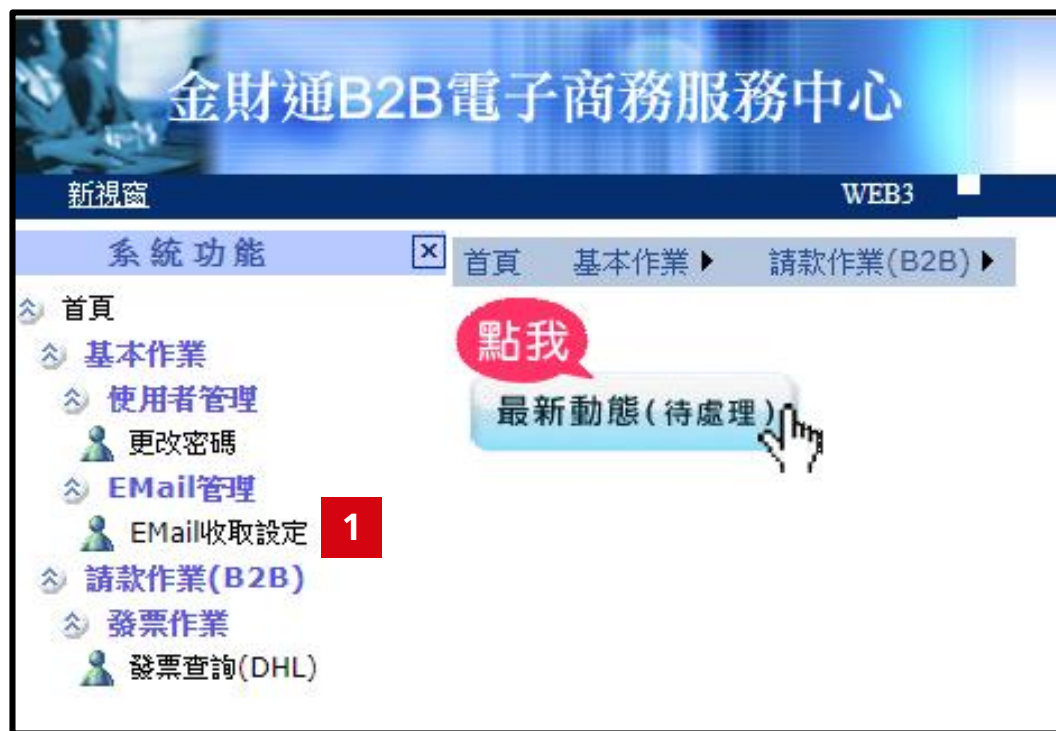 金財通B2B電子商務服務中心
新視窗
WEB3
系統功能
首頁 基本作業 請款作業(B2B)
首頁
基本作業
使用者管理
更改密碼
EMail管理
EMail收取設定 1
請款作業(B2B)
發票作業
發票查詢(DHL)
點我
最新動態(待處理)